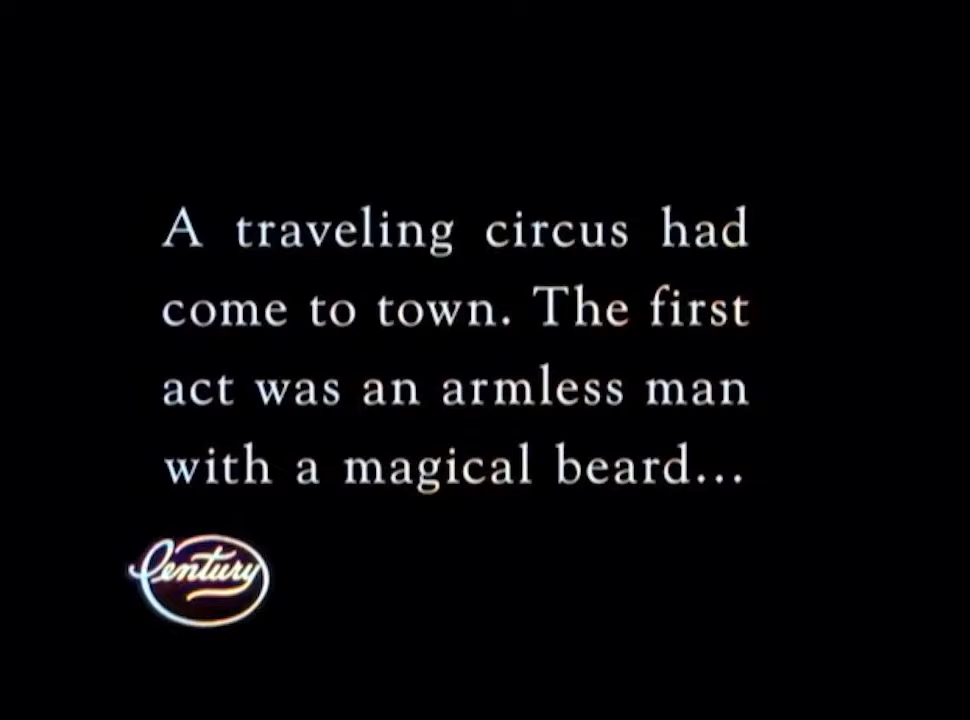 A traveling circus had
come to town. The first
act was an armless man
with a magical beard...
Century